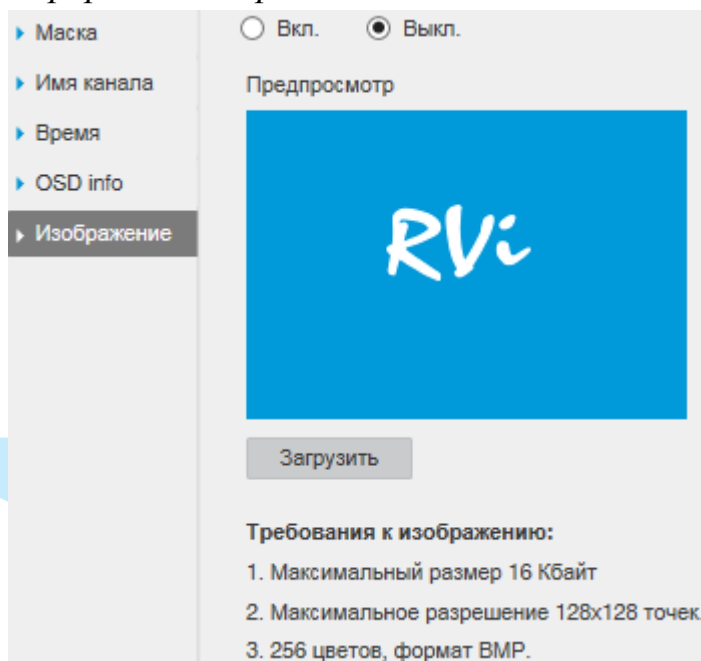 Маска
Вкл.
Выкл.
Имя канала
Предпросмотр
Время
OSD info
Изображение
RVi
Загрузить
Требования к изображению:
1. Максимальный размер 16 Кбайт
2. Максимальное разрешение 128x128 точек.
3. 256 цветов, формат BMP.